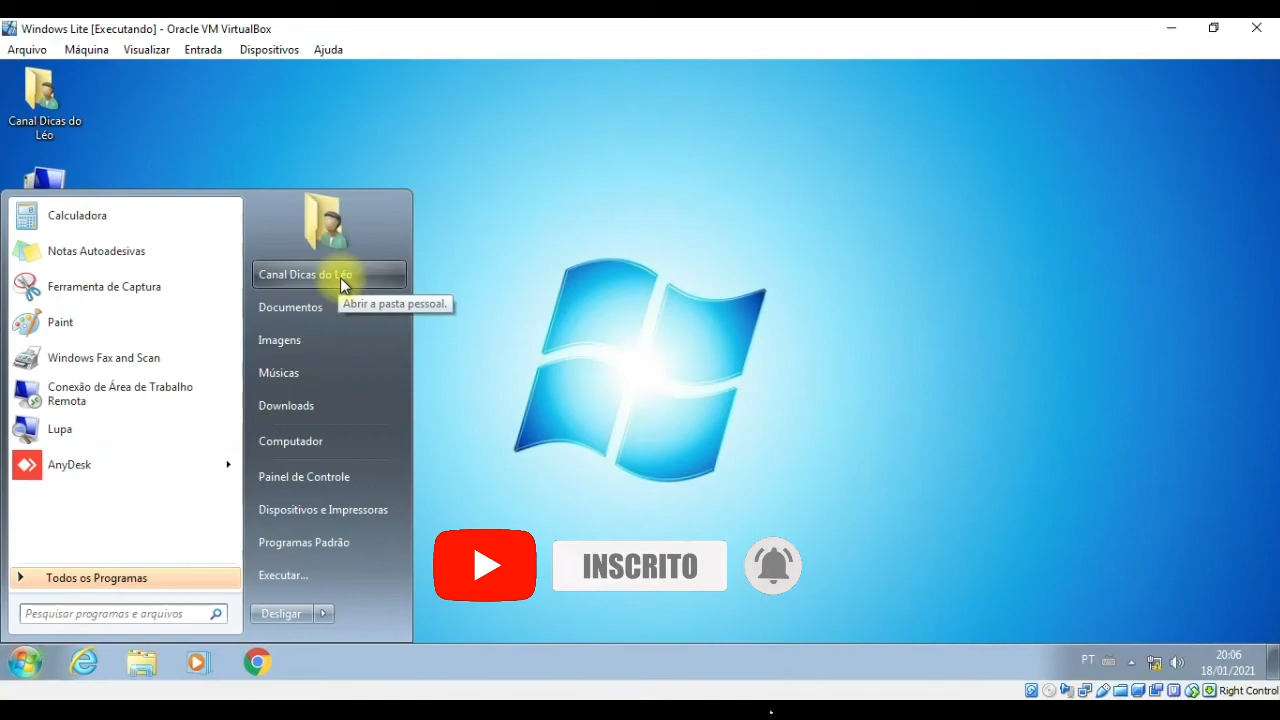 Windows Lite [Executando] - Oracle VM VirtualBox
Arquivo Máquina Visualizar Entrada Dispositivos Ajuda
Canal Dicas do
Léo
Calculadora
Notas Autoadesivas
Ferramenta de Captura
Paint
Windows Fax and Scan
Conexão de Área de Trabalho
Remota
Lupa
AnyDesk
Todos os Programas
Pesquisar programas e arquivos
Canal Dicas do Léo
Abrir a pasta pessoal.
Documentos
Imagens
Músicas
Downloads
Computador
Painel de Controle
Dispositivos e Impressoras
Programas Padrão
Executar...
Desligar
INSCRITO
PT
20:06
18/01/2021
Right Control